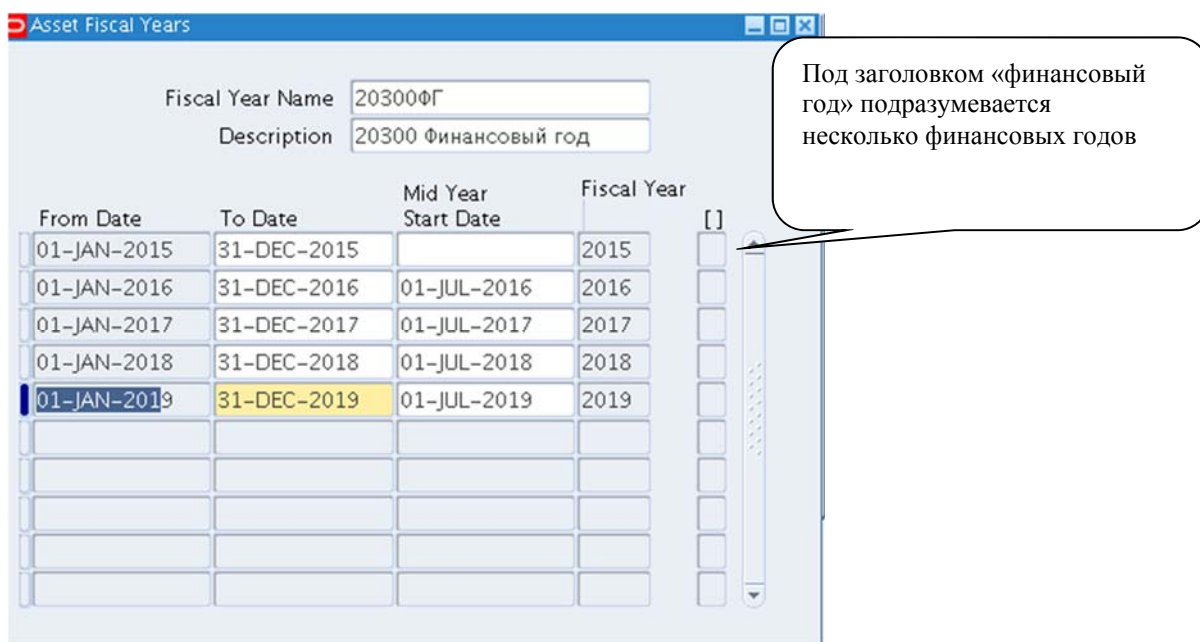 Asset Fiscal Years
Под заголовком «финансовый
год» подразумевается
несколько финансовых годов
Fiscal Year Name 20300ФГ
Description 20300 Финансовый год
From Date To Date Mid Year Start Date Fiscal Year [ ]
01-JAN-2015 31-DEC-2015 2015
01-JAN-2016 31-DEC-2016 01-JUL-2016 2016
01-JAN-2017 31-DEC-2017 01-JUL-2017 2017
01-JAN-2018 31-DEC-2018 01-JUL-2018 2018
01-JAN-2019 31-DEC-2019 01-JUL-2019 2019